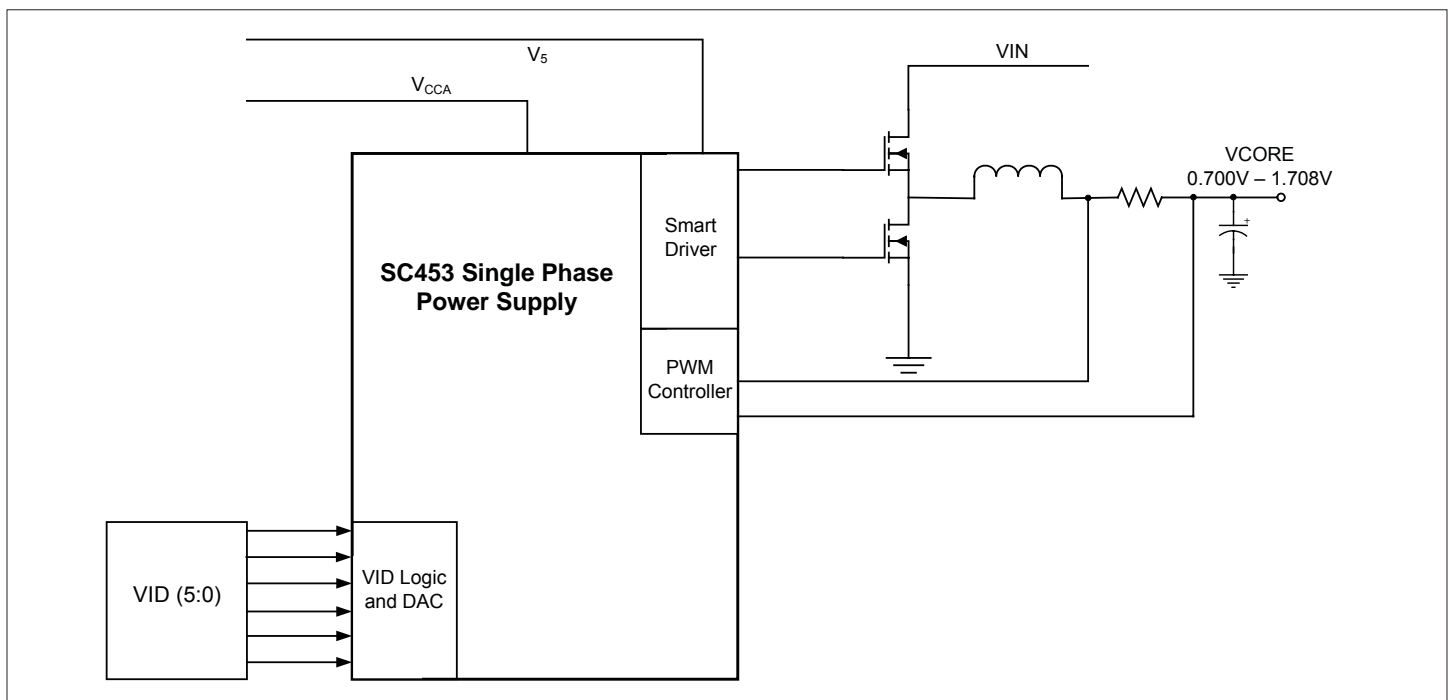 V5
VIN
VCCA
VCORE
0.700V – 1.708V
Smart
Driver
SC453 Single Phase
Power Supply
PWM
Controller
VID (5:0)
VID Logic
and DAC
+